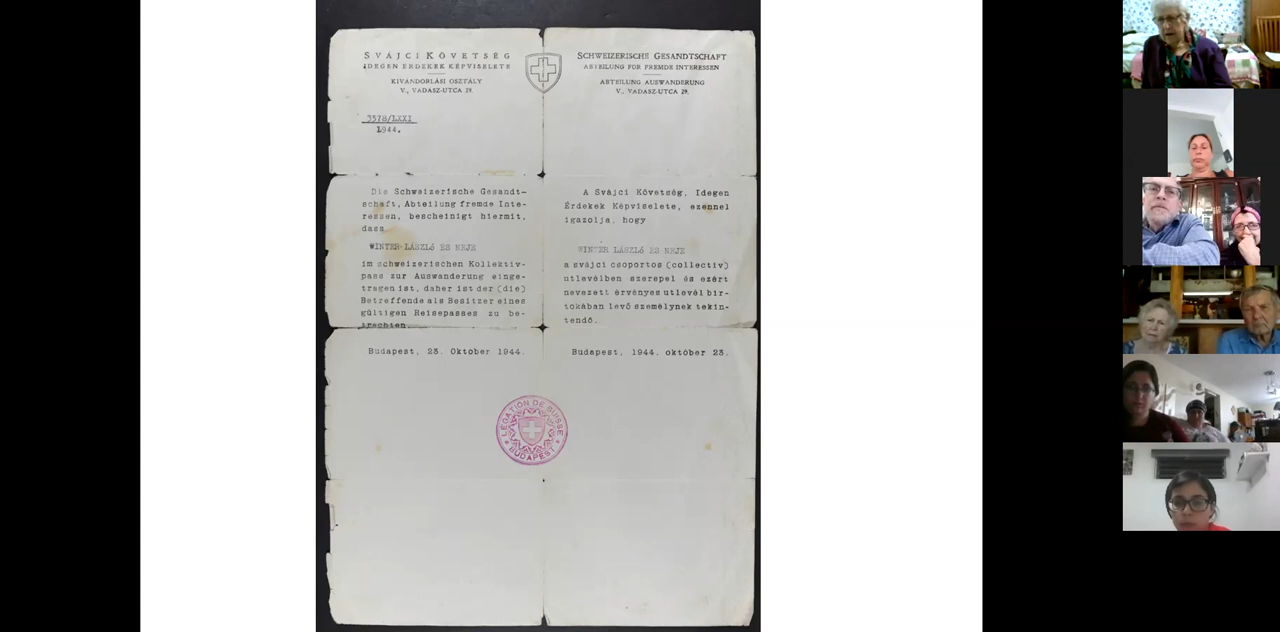 SVÁJCI KÖVETSÉG
IDEGEN ÉRDEKEK KÉPVISELETE
KIVÁNDORLÁSI OSZTÁLY
V., VADÁSZ-UTCA 29.
SCHWEIZERISCHE GESANDTSCHAFT
ABTEILUNG FÜR FREMDE INTERESSEN
ABTEILUNG AUSWANDERUNG
V., VADÁSZ-UTCA 29.
3578/LXXI
1944.
Die Schweizerische Gesandt-
schaft, Abteilung fremde Inte-
ressen, bescheinigt hiermit,
dass
WINTER LÁSZLÓ ES NEJE
im schweizerischen Kollektiv-
pass zur Auswanderung einge-
tragen ist, daher ist der (die)
Betreffende als Besitzer eines
gültigen Reisepasses zu be-
trachten
A Svájci Követség, Idegen
Érdekek Képviselete, ezennel
igazolja, hogy
WINTER LÁSZLÓ ES NEJE
a svájci csoportos (collectiv)
utlevélben szerepel és ezért
nevezett érvényes utlevél bir-
tokában levő személynek tekin-
tendő.
Budapest, 23. Oktober 1944.
Budapest, 1944. október 23.
LÉGATION DE SUISSE
BUDAPEST